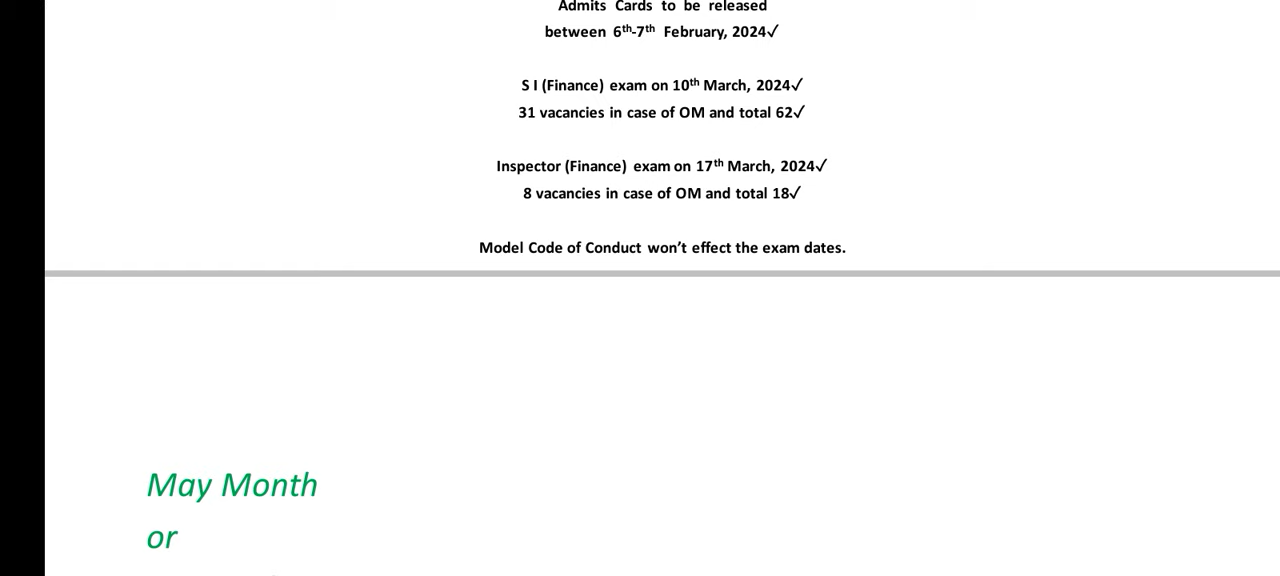 Admits Cards to be released
between 6th-7th February, 2024✓
S I (Finance) exam on 10th March, 2024✓
31 vacancies in case of OM and total 62✓
Inspector (Finance) exam on 17th March, 2024✓
8 vacancies in case of OM and total 18✓
Model Code of Conduct won’t effect the exam dates.
May Month
or